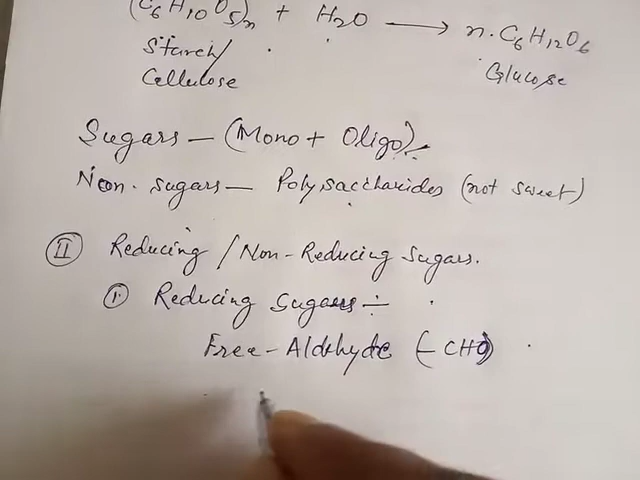 (C6H10O5)n + H2O → n. C6H12O6
Starch/ Glucose
Cellulose
Sugars — (Mono + Oligo)
Non. sugars — Polysaccharides (not sweet)
II Reducing / Non-Reducing Sugars.
① Reducing Sugars ÷
Free - Aldehyde (-CHO)